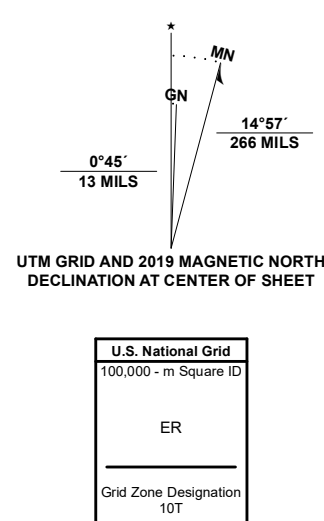 ★
MN
GN
14°57´
266 MILS
0°45´
13 MILS
UTM GRID AND 2019 MAGNETIC NORTH
DECLINATION AT CENTER OF SHEET
U.S. National Grid
100,000 - m Square ID
ER
Grid Zone Designation
10T